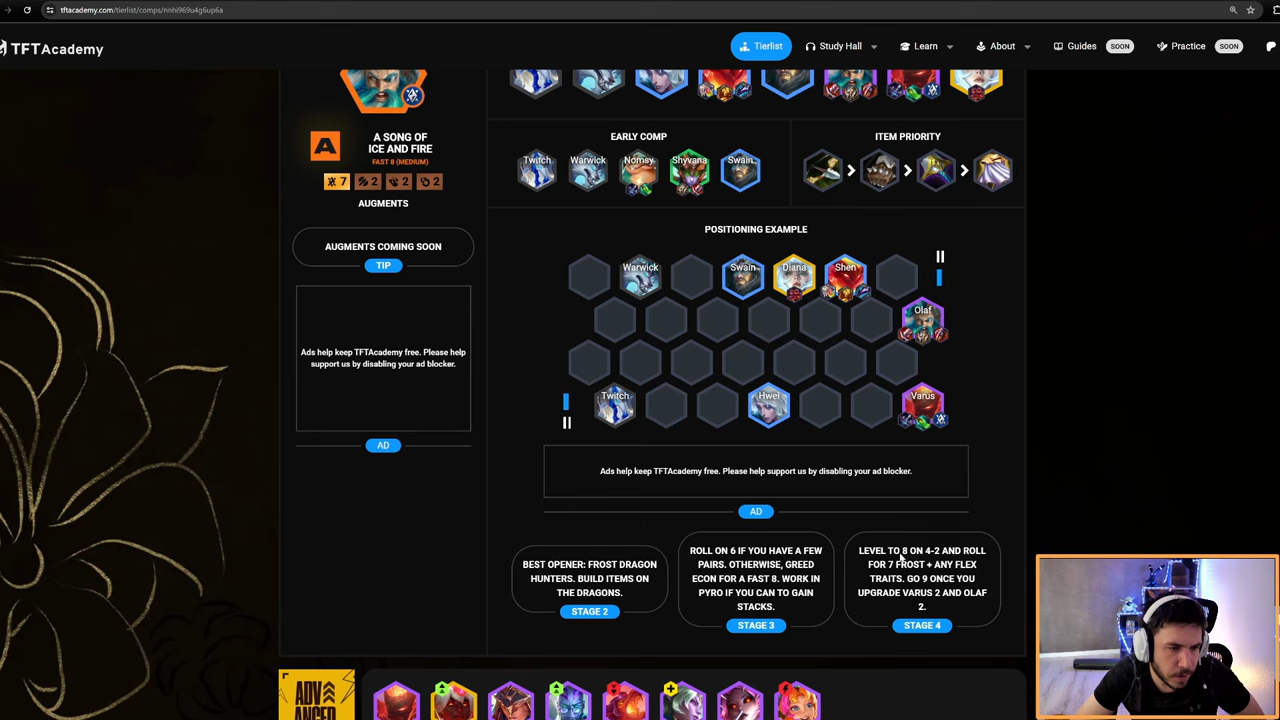 tftacademy.com/tierlist/comps/nnhi969u4g6up6a
TFTAcademy
Tierlist
Study Hall
Learn
About
Guides
SOON
Practice
SOON
A
A SONG OF
ICE AND FIRE
FAST 8 (MEDIUM)
7
2
2
2
AUGMENTS
AUGMENTS COMING SOON
TIP
Ads help keep TFTAcademy free. Please help
support us by disabling your ad blocker.
AD
EARLY COMP
Twitch
Warwick
Nomsy
Shyvana
Swain
ITEM PRIORITY
POSITIONING EXAMPLE
Warwick
Swain
Diana
Shen
Olaf
Twitch
Hwei
Varus
Ads help keep TFTAcademy free. Please help support us by disabling your ad blocker.
AD
BEST OPENER: FROST DRAGON
HUNTERS. BUILD ITEMS ON
THE DRAGONS.
STAGE 2
ROLL ON 6 IF YOU HAVE A FEW
PAIRS. OTHERWISE, GREED
ECON FOR A FAST 8. WORK IN
PYRO IF YOU CAN TO GAIN
STACKS.
STAGE 3
LEVEL TO 8 ON 4-2 AND ROLL
FOR 7 FROST + ANY FLEX
TRAITS. GO 9 ONCE YOU
UPGRADE VARUS 2 AND OLAF
2.
STAGE 4
ADV
ANCED